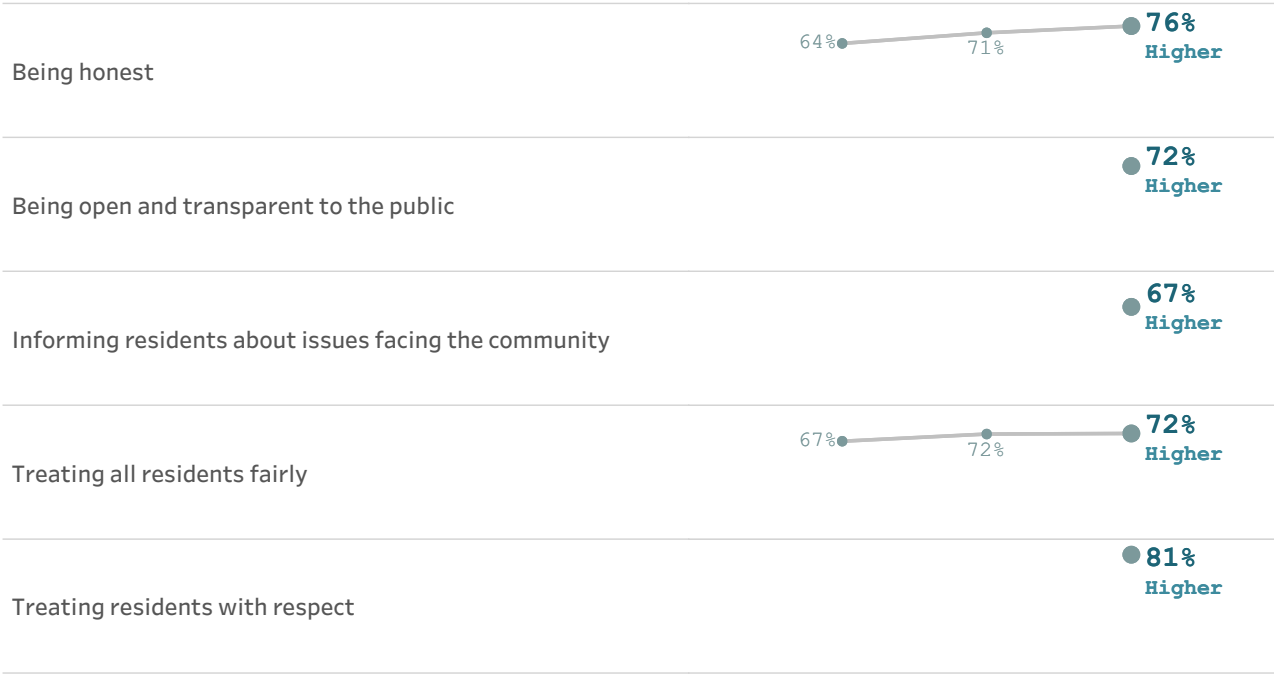 64%
71%
76%
Higher
Being honest
72%
Higher
Being open and transparent to the public
67%
Higher
Informing residents about issues facing the community
67%
72%
72%
Higher
Treating all residents fairly
81%
Higher
Treating residents with respect